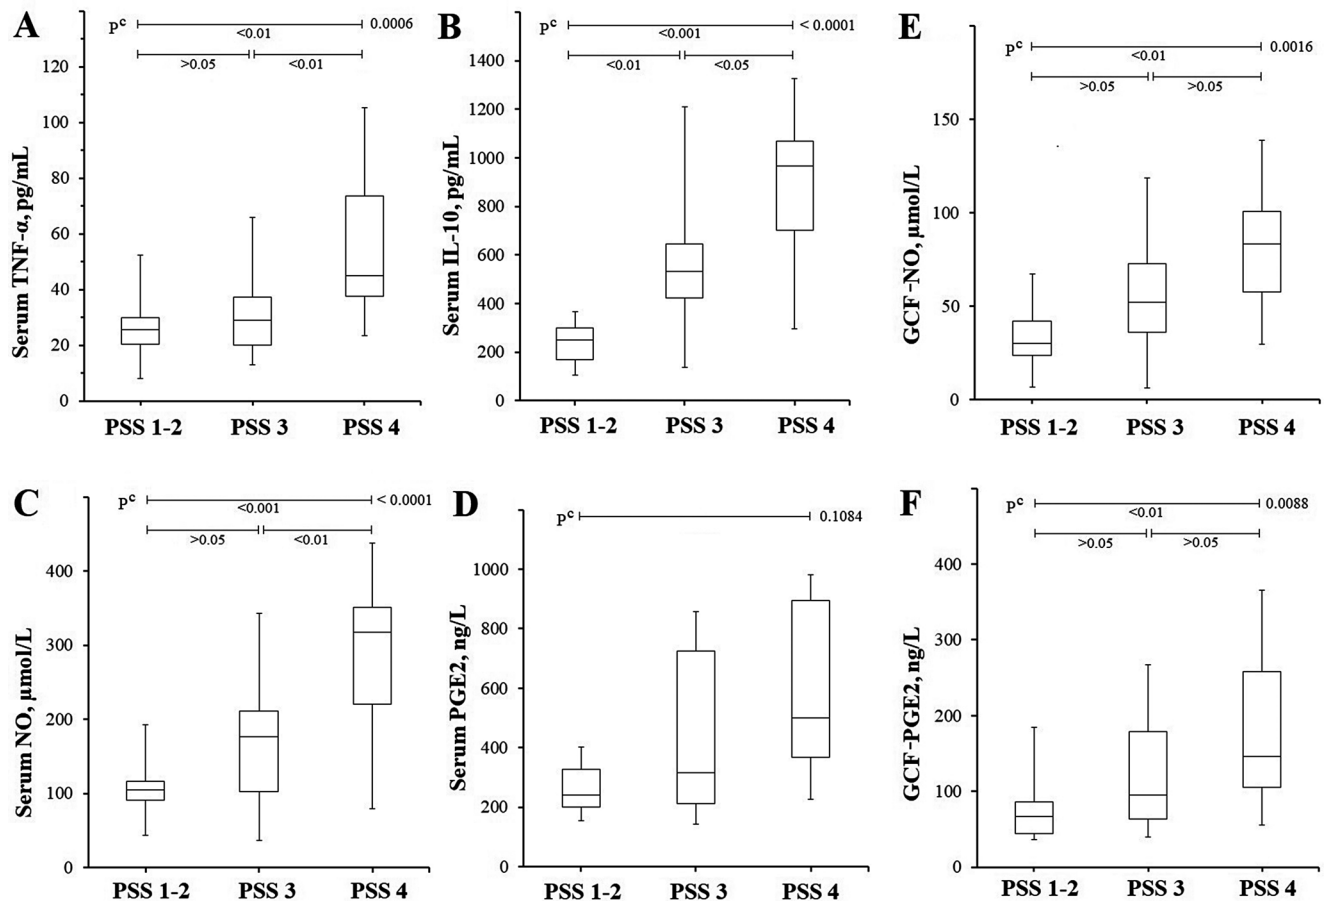 A
Pᶜ
0.0006
<0.01
>0.05
<0.01
120
100
80
60
40
20
0
Serum TNF-α, pg/mL
PSS 1-2
PSS 3
PSS 4
B
Pᶜ
< 0.0001
<0.001
<0.01
<0.05
1400
1200
1000
800
600
400
200
0
Serum IL-10, pg/mL
PSS 1-2
PSS 3
PSS 4
E
Pᶜ
0.0016
<0.01
>0.05
>0.05
150
100
50
0
GCF-NO, µmol/L
PSS 1-2
PSS 3
PSS 4
C
Pᶜ
< 0.0001
<0.001
>0.05
<0.01
400
300
200
100
0
Serum NO, µmol/L
PSS 1-2
PSS 3
PSS 4
D
Pᶜ
0.1084
1000
800
600
400
200
0
Serum PGE2, ng/L
PSS 1-2
PSS 3
PSS 4
F
Pᶜ
0.0088
<0.01
>0.05
>0.05
400
300
200
100
0
GCF-PGE2, ng/L
PSS 1-2
PSS 3
PSS 4